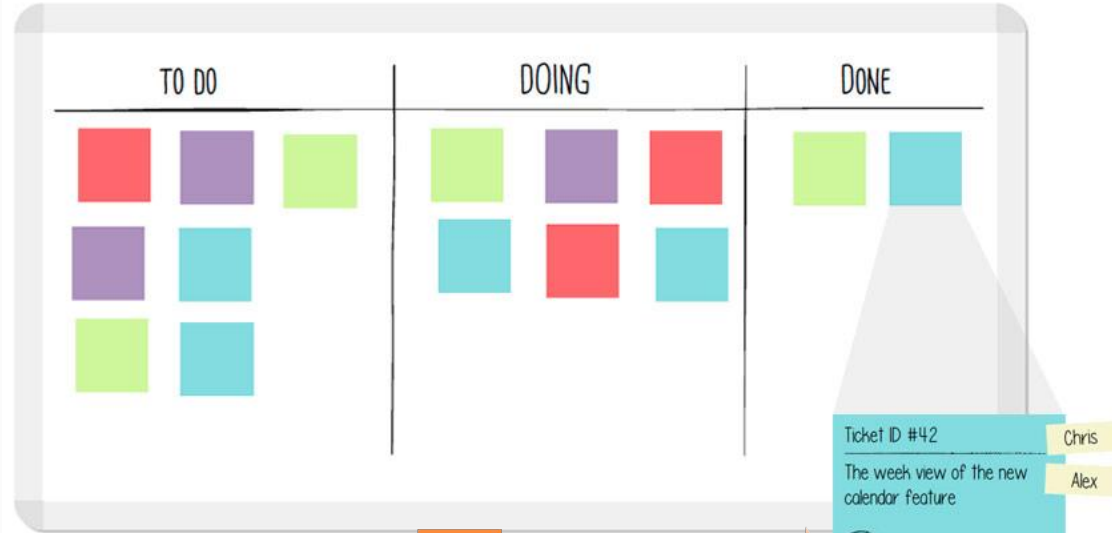 TO DO
DOING
DONE
Ticket ID #42
Chris
The week view of the new
calendar feature
Alex